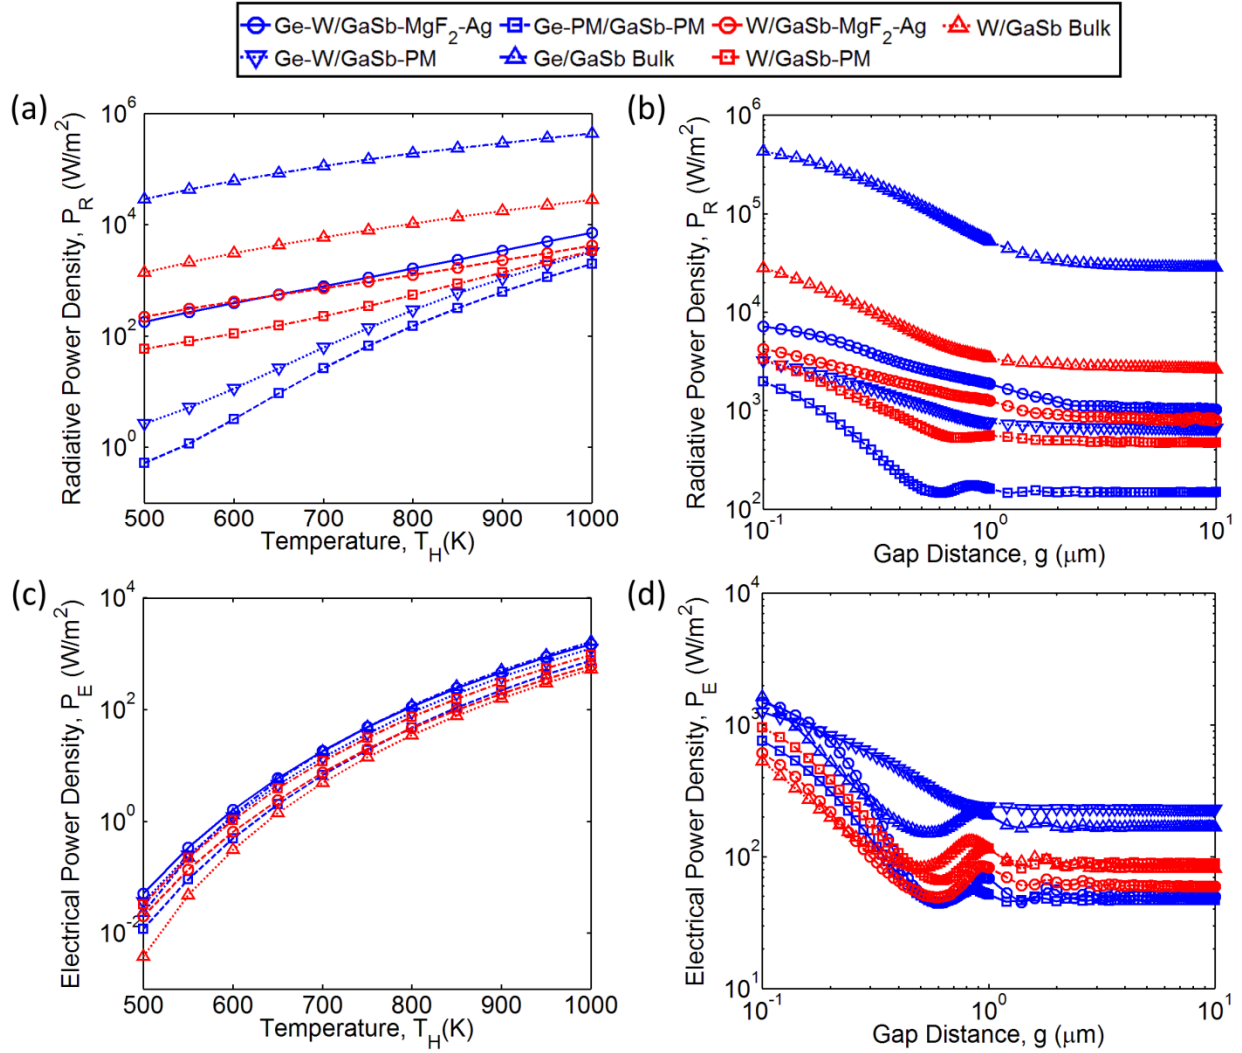 Ge-W/GaSb-MgF2-Ag Ge-PM/GaSb-PM W/GaSb-MgF2-Ag W/GaSb Bulk
Ge-W/GaSb-PM Ge/GaSb Bulk W/GaSb-PM
(a)
Radiative Power Density, P_R (W/m^2)
10^6
10^4
10^2
10^0
500 600 700 800 900 1000
Temperature, T_H(K)
(b)
Radiative Power Density, P_R (W/m^2)
10^6
10^5
10^4
10^3
10^2
10^-1 10^0 10^1
Gap Distance, g (μm)
(c)
Electrical Power Density, P_E (W/m^2)
10^4
10^2
10^0
10^-2
500 600 700 800 900 1000
Temperature, T_H(K)
(d)
Electrical Power Density, P_E (W/m^2)
10^4
10^3
10^2
10^1
10^-1 10^0 10^1
Gap Distance, g (μm)